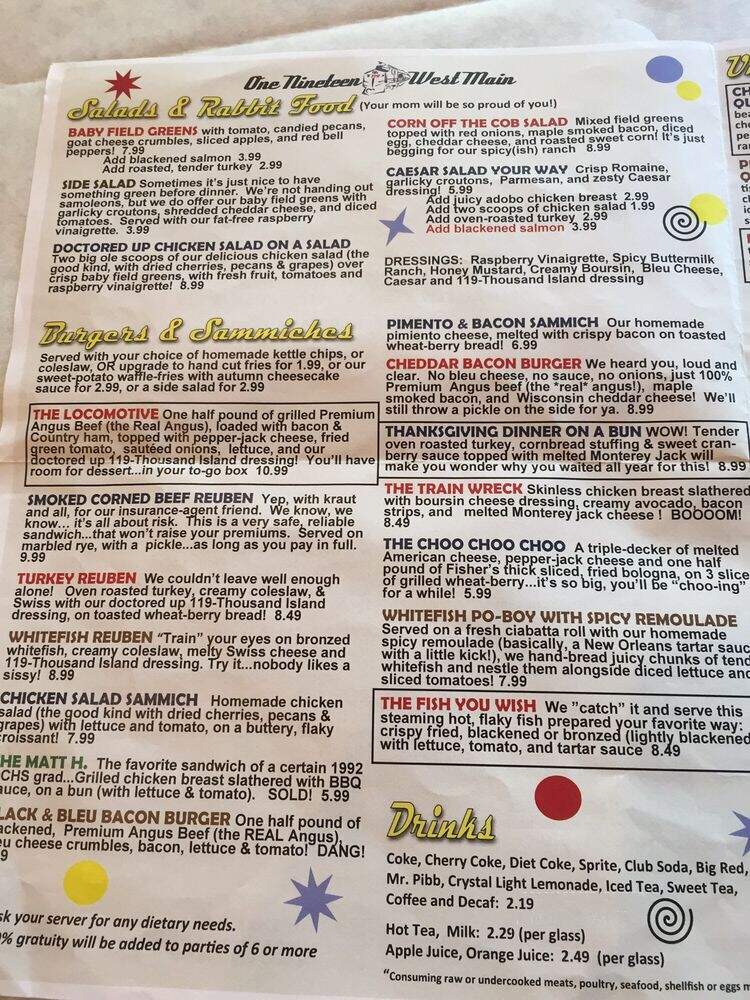 One Nineteen West Main
Salads & Rabbit Food (Your mom will be so proud of you!)
BABY FIELD GREENS with tomato, candied pecans,
goat cheese crumbles, sliced apples, and red bell
peppers! 7.99
Add blackened salmon 3.99
Add roasted, tender turkey 2.99
SIDE SALAD Sometimes it's just nice to have
something green before dinner. We're not handing out
samoleons, but we do offer our baby field greens with
garlicky croutons, shredded cheddar cheese, and diced
tomatoes. Served with our fat-free raspberry
vinaigrette. 3.99
DOCTORED UP CHICKEN SALAD ON A SALAD
Two big ole scoops of our delicious chicken salad (the
good kind, with dried cherries, pecans & grapes) over
crisp baby field greens, with fresh fruit, tomatoes and
raspberry vinaigrette! 8.99
CORN OFF THE COB SALAD Mixed field greens
topped with red onions, maple smoked bacon, diced
egg, cheddar cheese, and roasted sweet corn! It's just
begging for our spicy(ish) ranch 8.99
CAESAR SALAD YOUR WAY Crisp Romaine,
garlicky croutons, Parmesan, and zesty Caesar
dressing! 5.99
Add juicy adobo chicken breast 2.99
Add two scoops of chicken salad 1.99
Add oven-roasted turkey 2.99
Add blackened salmon 3.99
DRESSINGS: Raspberry Vinaigrette, Spicy Buttermilk
Ranch, Honey Mustard, Creamy Boursin, Bleu Cheese,
Caesar and 119-Thousand Island dressing
Burgers & Sammiches
Served with your choice of homemade kettle chips, or
coleslaw, OR upgrade to hand cut fries for 1.99, or our
sweet-potato waffle-fries with autumn cheesecake
sauce for 2.99, or a side salad for 2.99
THE LOCOMOTIVE One half pound of grilled Premium
Angus Beef (the Real Angus), loaded with bacon &
Country ham, topped with pepper-jack cheese, fried
green tomato, sautéed onions, lettuce, and our
doctored up 119-Thousand Island dressing! You'll have
room for dessert...in your to-go box 10.99
SMOKED CORNED BEEF REUBEN Yep, with kraut
and all, for our insurance-agent friend. We know, we
know... it's all about risk. This is a very safe, reliable
sandwich...that won't raise your premiums. Served on
marbled rye, with a pickle...as long as you pay in full.
9.99
TURKEY REUBEN We couldn't leave well enough
alone! Oven roasted turkey, creamy coleslaw, &
Swiss with our doctored up 119-Thousand Island
dressing, on toasted wheat-berry bread! 8.49
WHITEFISH REUBEN "Train" your eyes on bronzed
whitefish, creamy coleslaw, melty Swiss cheese and
119-Thousand Island dressing. Try it...nobody likes a
sissy! 8.99
CHICKEN SALAD SAMMICH Homemade chicken
salad (the good kind with dried cherries, pecans &
grapes) with lettuce and tomato, on a buttery, flaky
croissant! 7.99
HE MATT H. The favorite sandwich of a certain 1992
CHS grad...Grilled chicken breast slathered with BBQ
auce, on a bun (with lettuce & tomato). SOLD! 5.99
LACK & BLEU BACON BURGER One half pound of
ackened, Premium Angus Beef (the REAL Angus),
eu cheese crumbles, bacon, lettuce & tomato! DANG!
9
sk your server for any dietary needs.
% gratuity will be added to parties of 6 or more
PIMENTO & BACON SAMMICH Our homemade
pimiento cheese, melted with crispy bacon on toasted
wheat-berry bread! 6.99
CHEDDAR BACON BURGER We heard you, loud and
clear. No bleu cheese, no sauce, no onions, just 100%
Premium Angus beef (the *real* angus!), maple
smoked bacon, and Wisconsin cheddar cheese! We'll
still throw a pickle on the side for ya. 8.99
THANKSGIVING DINNER ON A BUN WOW! Tender
oven roasted turkey, cornbread stuffing & sweet cran-
berry sauce topped with melted Monterey Jack will
make you wonder why you waited all year for this! 8.99
THE TRAIN WRECK Skinless chicken breast slathered
with boursin cheese dressing, creamy avocado, bacon
strips, and melted Monterey jack cheese ! BOOOOM!
8.49
THE CHOO CHOO CHOO A triple-decker of melted
American cheese, pepper-jack cheese and one half
pound of Fisher's thick sliced, fried bologna, on 3 slice
of grilled wheat-berry...it's so big, you'll be "choo-ing"
for a while! 5.99
WHITEFISH PO-BOY WITH SPICY REMOULADE
Served on a fresh ciabatta roll with our homemade
spicy remoulade (basically, a New Orleans tartar sauc
with a little kick!), we hand-bread juicy chunks of tend
whitefish and nestle them alongside diced lettuce and
sliced tomatoes! 7.99
THE FISH YOU WISH We "catch" it and serve this
steaming hot, flaky fish prepared your favorite way:
crispy fried, blackened or bronzed (lightly blackened
with lettuce, tomato, and tartar sauce 8.49
Drinks
Coke, Cherry Coke, Diet Coke, Sprite, Club Soda, Big Red,
Mr. Pibb, Crystal Light Lemonade, Iced Tea, Sweet Tea,
Coffee and Decaf: 2.19
Hot Tea, Milk: 2.29 (per glass)
Apple Juice, Orange Juice: 2.49 (per glass)
"Consuming raw or undercooked meats, poultry, seafood, shellfish or eggs m